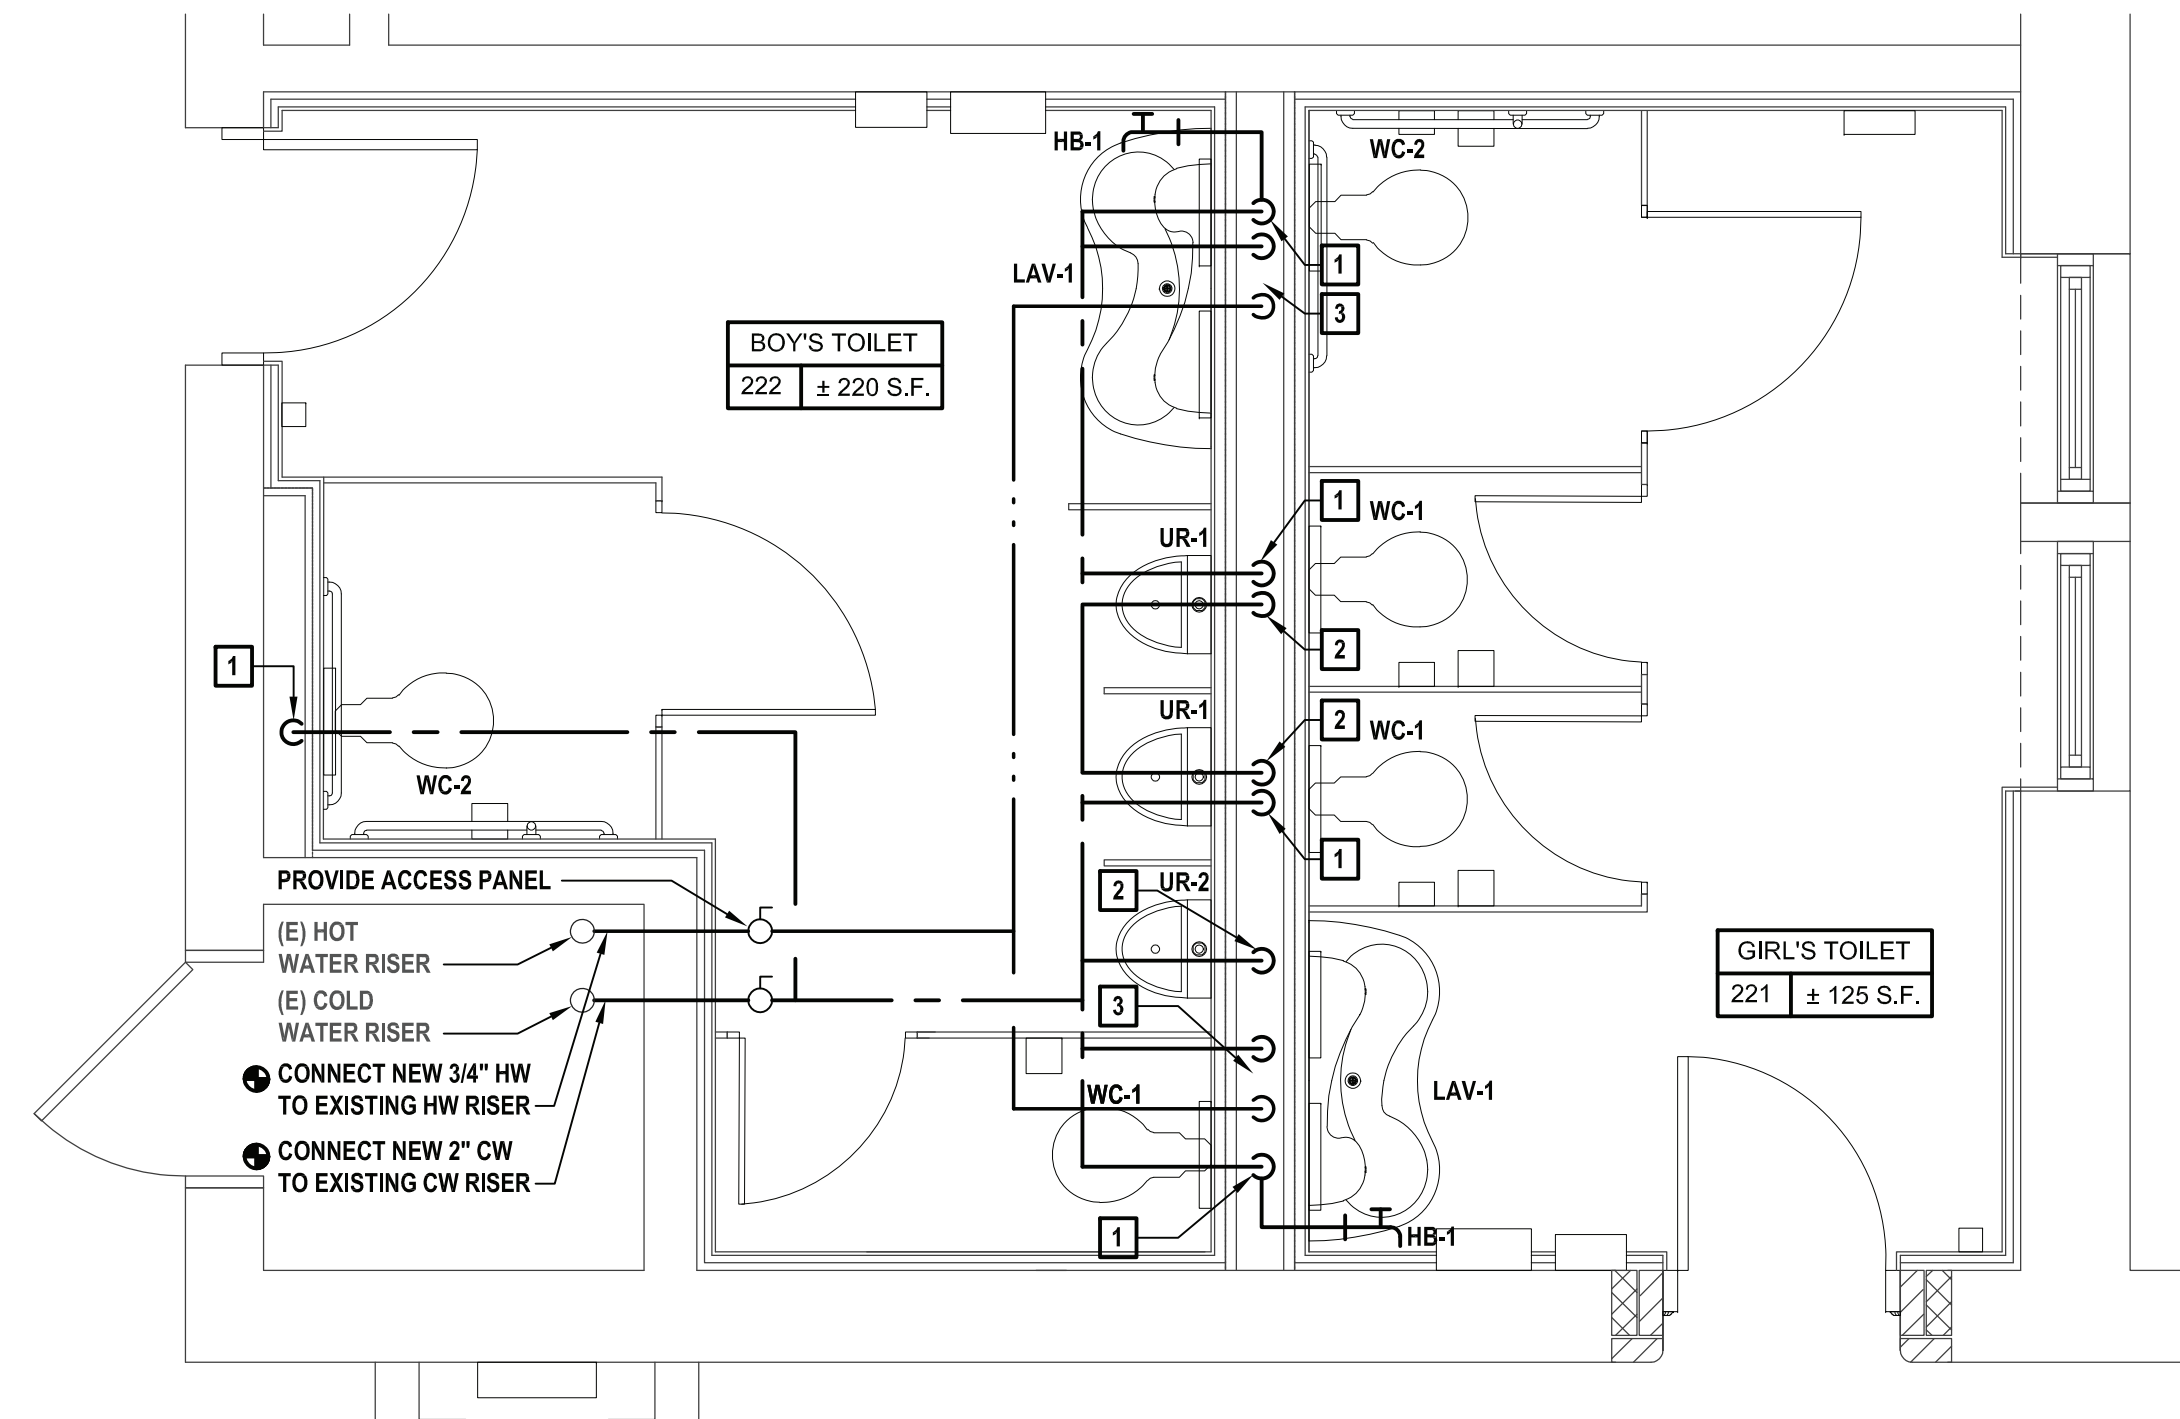 HB-1
WC-2
1
LAV-1
3
BOY'S TOILET
222
± 220 S.F.
1
WC-1
UR-1
2
1
UR-1
2
WC-1
WC-2
1
PROVIDE ACCESS PANEL
2
UR-2
(E) HOT
WATER RISER
(E) COLD
WATER RISER
GIRL'S TOILET
221
± 125 S.F.
3
CONNECT NEW 3/4" HW
TO EXISTING HW RISER
WC-1
LAV-1
CONNECT NEW 2" CW
TO EXISTING CW RISER
1
HB-1